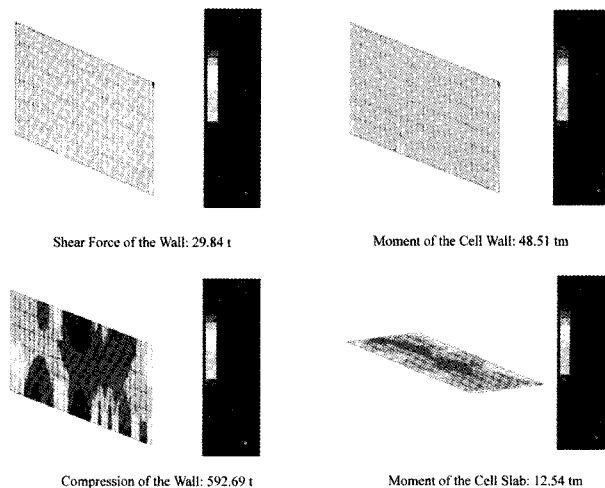 Shear Force of the Wall: 29.84 t
Moment of the Cell Wall: 48.51 tm
Compression of the Wall: 592.69 t
Moment of the Cell Slab: 12.54 tm